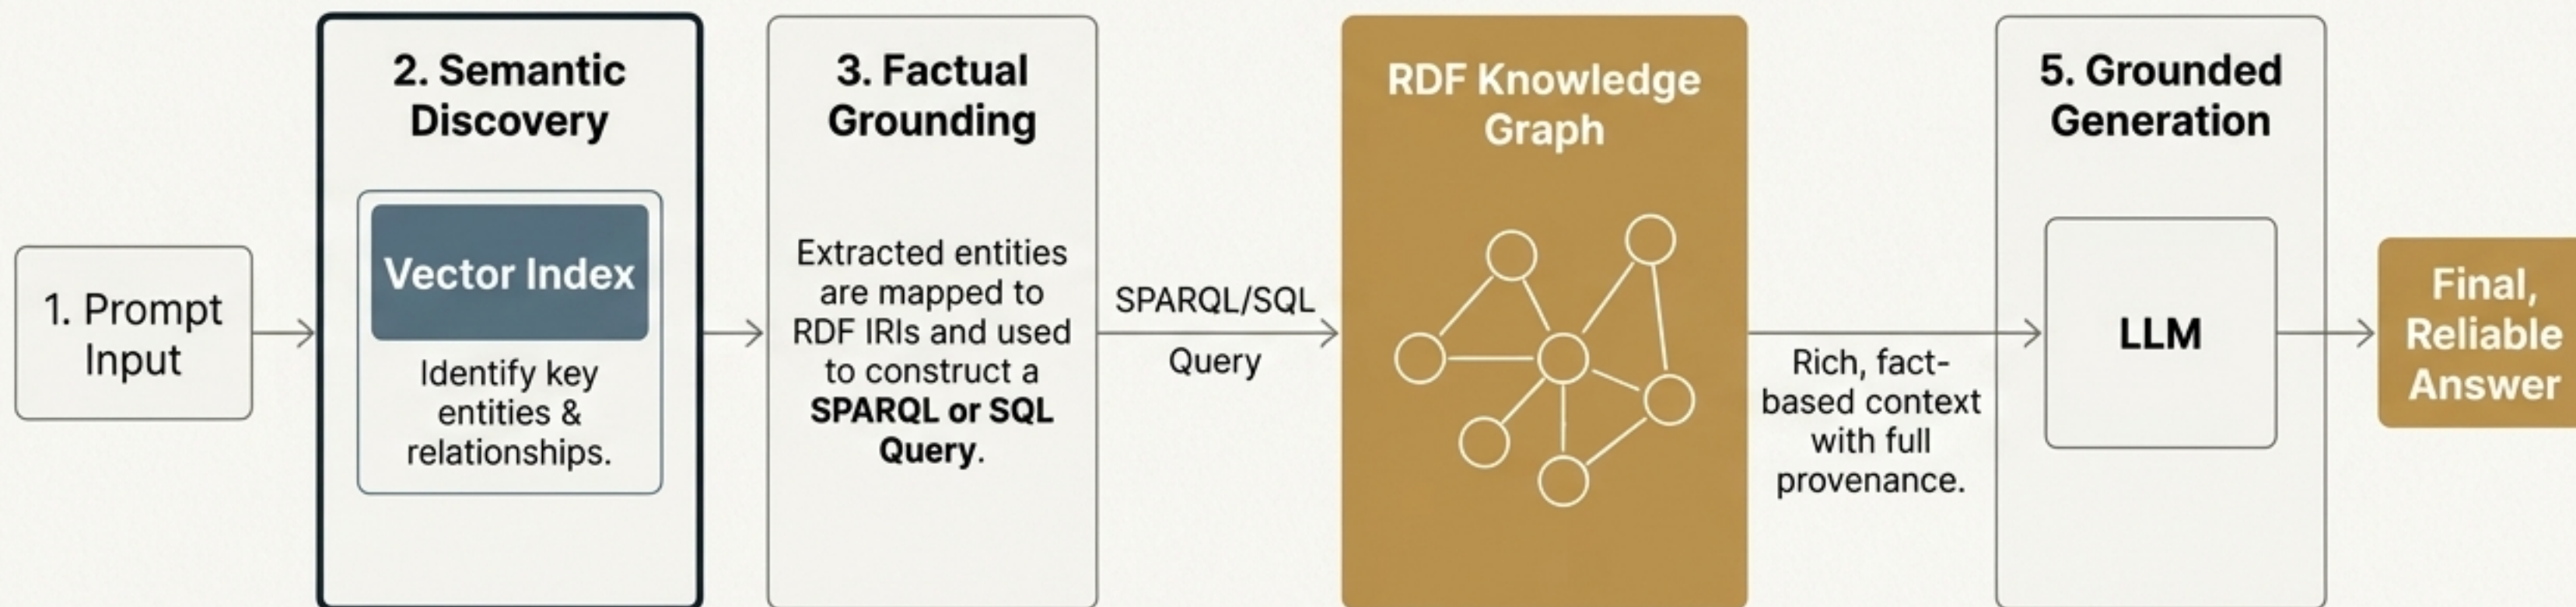 1. Prompt
Input
2. Semantic
Discovery
Vector Index
Identify key
entities &
relationships.
3. Factual
Grounding
Extracted entities
are mapped to
RDF IRIs and used
to construct a
SPARQL or SQL
Query.
SPARQL/SQL
Query
RDF Knowledge
Graph
Rich, fact-
based context
with full
provenance.
5. Grounded
Generation
LLM
Final,
Reliable
Answer